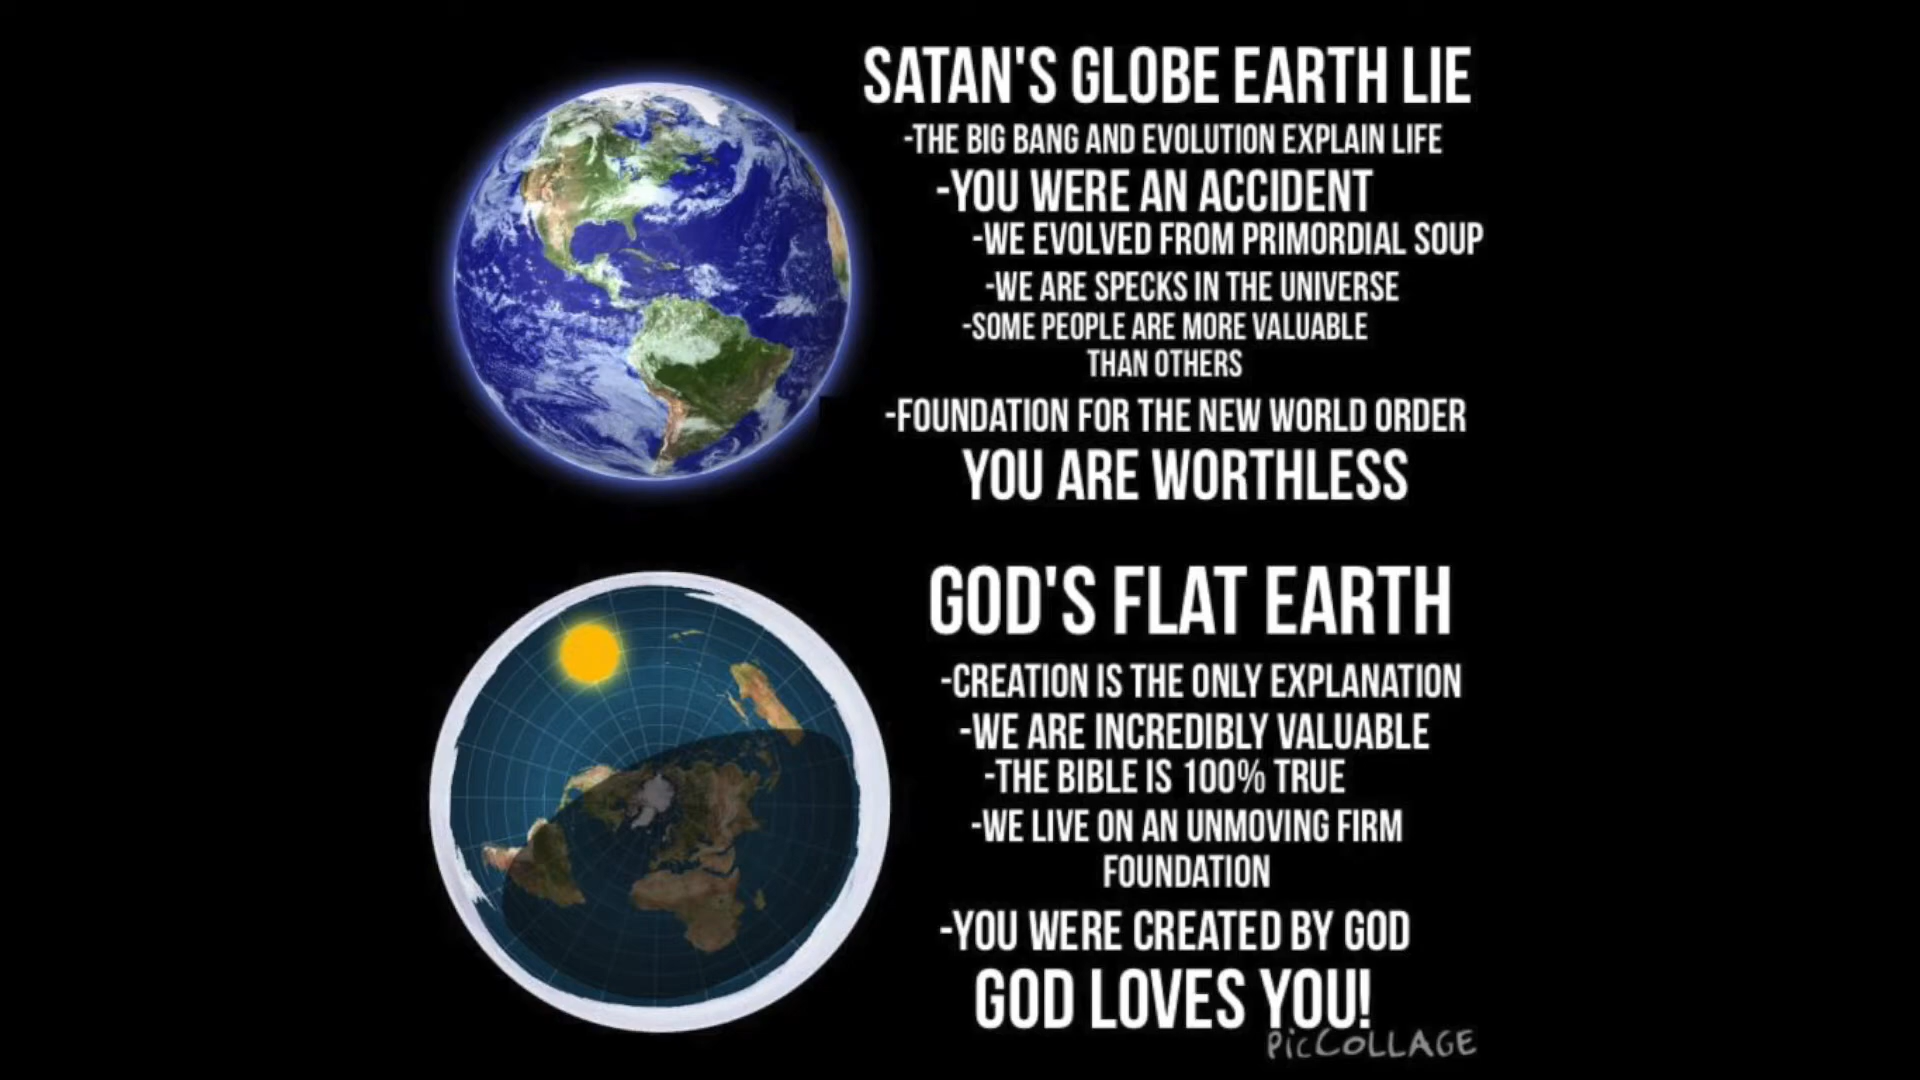 SATAN'S GLOBE EARTH LIE
-THE BIG BANG AND EVOLUTION EXPLAIN LIFE
-YOU WERE AN ACCIDENT
-WE EVOLVED FROM PRIMORDIAL SOUP
-WE ARE SPECKS IN THE UNIVERSE
-SOME PEOPLE ARE MORE VALUABLE
THAN OTHERS
-FOUNDATION FOR THE NEW WORLD ORDER
YOU ARE WORTHLESS
GOD'S FLAT EARTH
-CREATION IS THE ONLY EXPLANATION
-WE ARE INCREDIBLY VALUABLE
-THE BIBLE IS 100% TRUE
-WE LIVE ON AN UNMOVING FIRM
FOUNDATION
-YOU WERE CREATED BY GOD
GOD LOVES YOU!
PicCOLLAGE